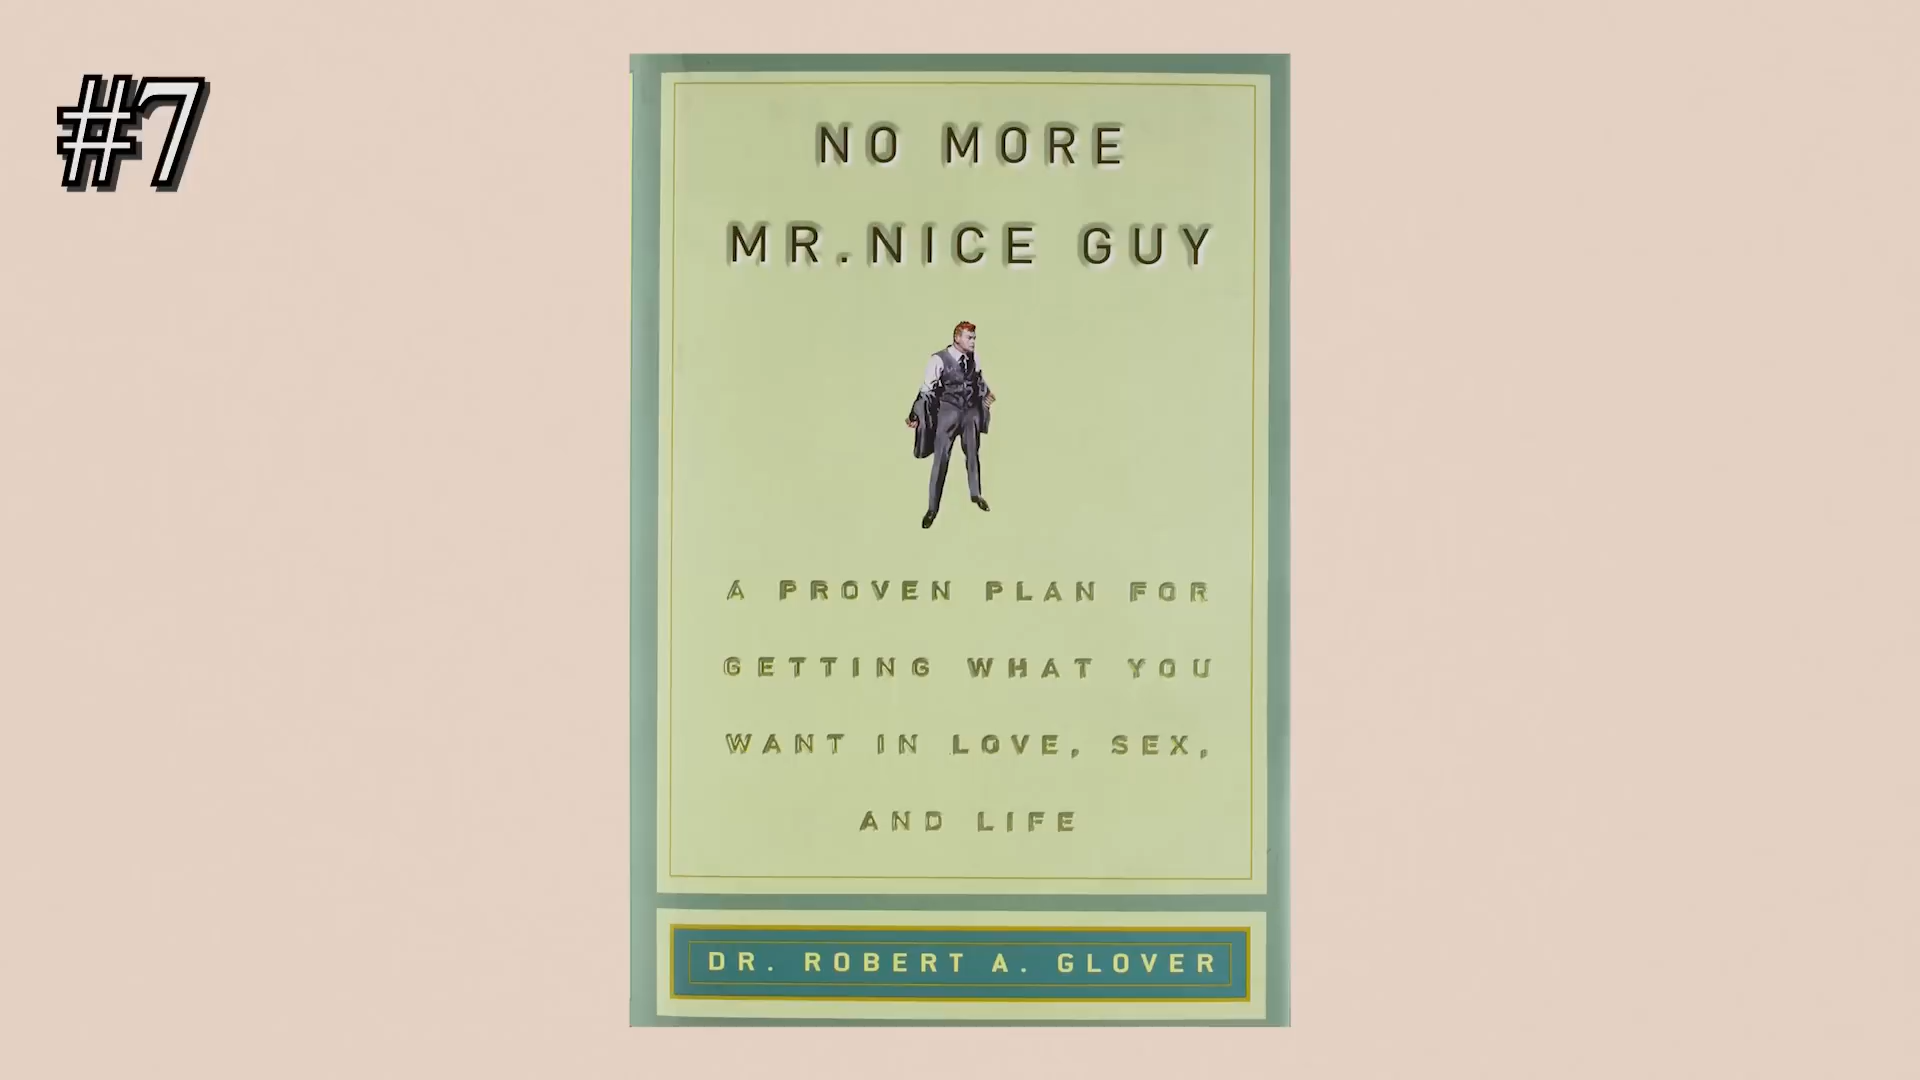 #7
NO MORE
MR. NICE GUY
A PROVEN PLAN FOR
GETTING WHAT YOU
WANT IN LOVE, SEX,
AND LIFE
DR. ROBERT A. GLOVER